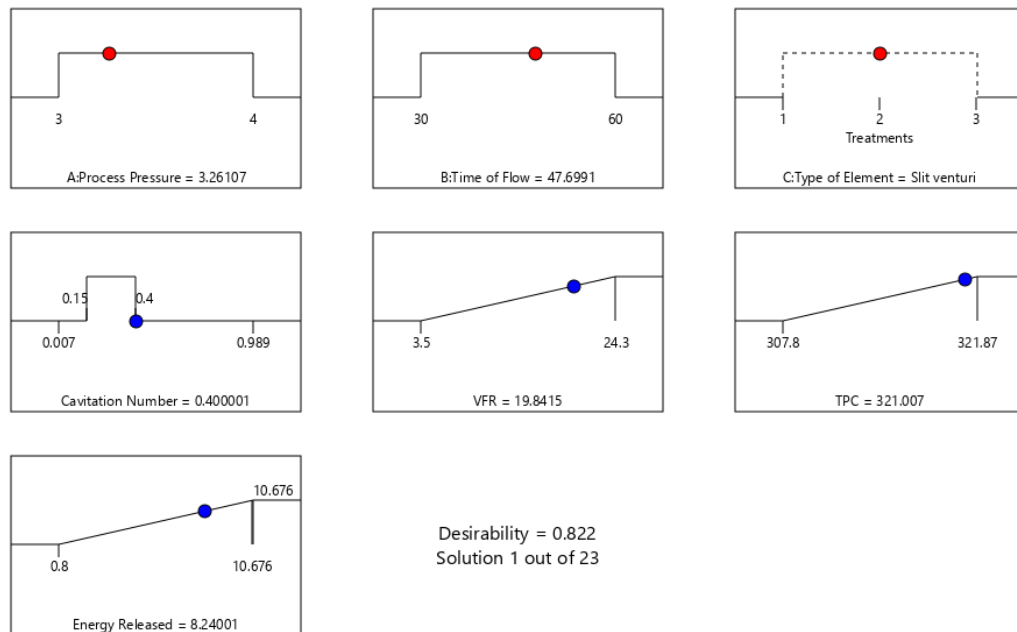 3
4
A:Process Pressure = 3.26107
30
60
B:Time of Flow = 47.6991
1
2
3
Treatments
C:Type of Element = Slit venturi
0.15
0.4
0.007
0.989
Cavitation Number = 0.400001
3.5
24.3
VFR = 19.8415
307.8
321.87
TPC = 321.007
10.676
0.8
10.676
Energy Released = 8.24001
Desirability = 0.822
Solution 1 out of 23